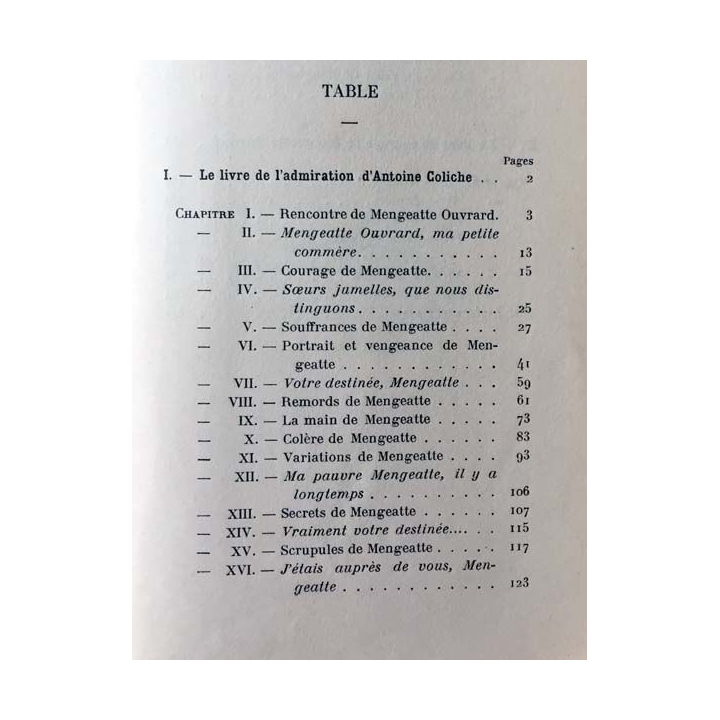 TABLE
—
Pages
I. — Le livre de l'admiration d'Antoine Coliche . . 2
CHAPITRE I. — Rencontre de Mengeatte Ouvrard. 3
— II. — Mengeatte Ouvrard, ma petite
commère. . . . . . . . . . . 13
— III. — Courage de Mengeatte. . . . . . 15
— IV. — Sœurs jumelles, que nous dis-
tinguons . . . . . . . . . . . 25
— V. — Souffrances de Mengeatte . . . . 27
— VI. — Portrait et vengeance de Men-
geatte . . . . . . . . . . . . 41
— VII. — Votre destinée, Mengeatte . . . 59
— VIII. — Remords de Mengeatte . . . . . 61
— IX. — La main de Mengeatte . . . . . 73
— X. — Colère de Mengeatte . . . . . . 83
— XI. — Variations de Mengeatte . . . . 93
— XII. — Ma pauvre Mengeatte, il y a
longtemps . . . . . . . . . . 106
— XIII. — Secrets de Mengeatte . . . . . . 107
— XIV. — Vraiment votre destinée... . . . 115
— XV. — Scrupules de Mengeatte . . . . . 117
— XVI. — J'étais auprès de vous, Men-
geatte . . . . . . . . . . . . 123